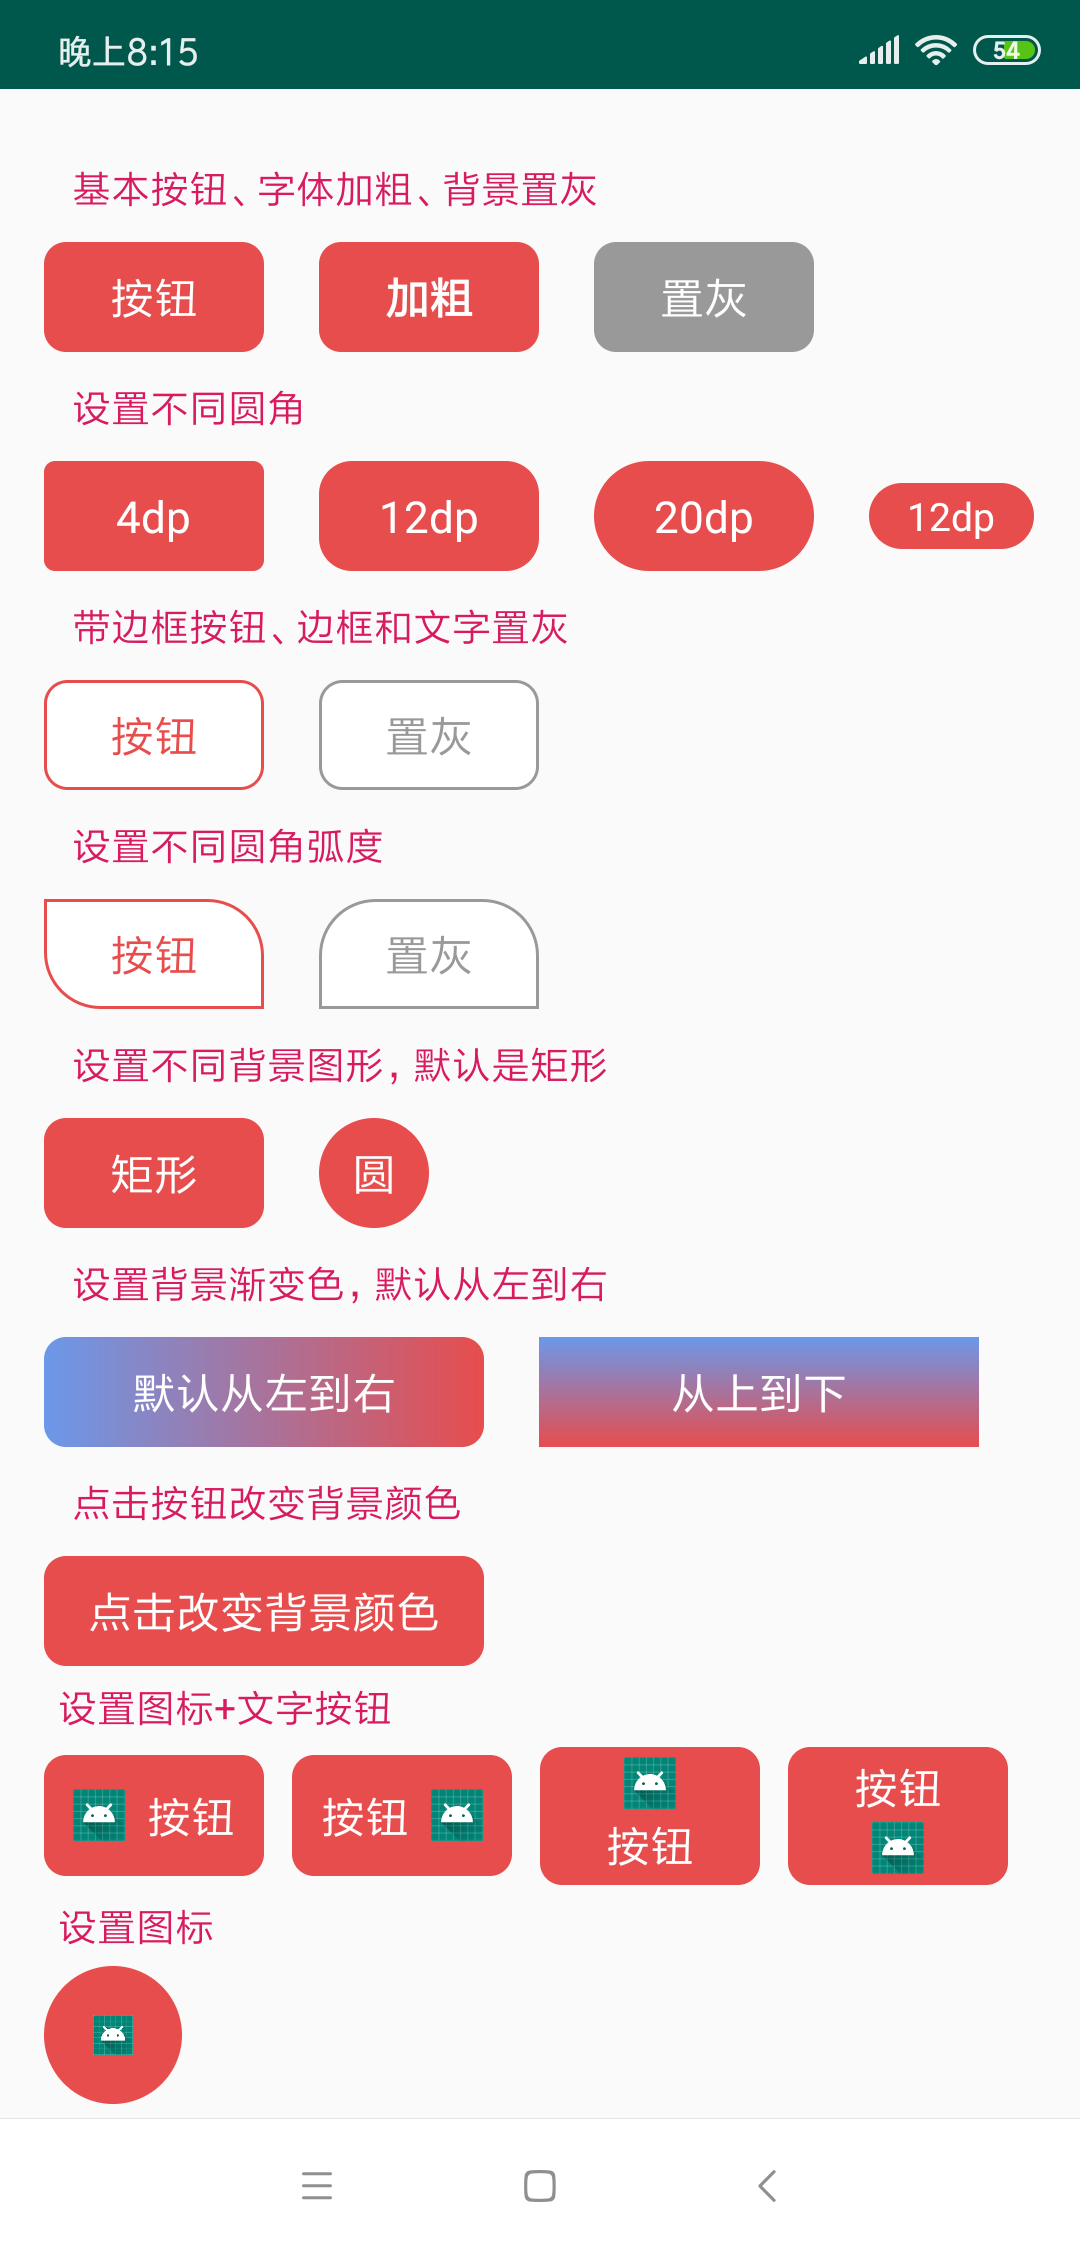 晚上8:15
54
基本按钮、字体加粗、背景置灰
按钮 加粗 置灰
设置不同圆角
4dp 12dp 20dp 12dp
带边框按钮、边框和文字置灰
按钮 置灰
设置不同圆角弧度
按钮 置灰
设置不同背景图形，默认是矩形
矩形 圆
设置背景渐变色，默认从左到右
默认从左到右 从上到下
点击按钮改变背景颜色
点击改变背景颜色
设置图标+文字按钮
按钮 按钮 按钮 按钮
设置图标